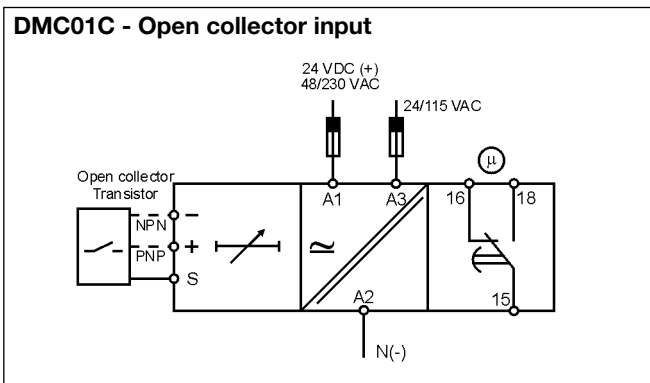 DMC01C - Open collector input
24 VDC (+)
48/230 VAC
24/115 VAC
Open collector
Transistor
μ
A1
A3
16
18
NPN
−
PNP
+
S
A2
15
N(-)